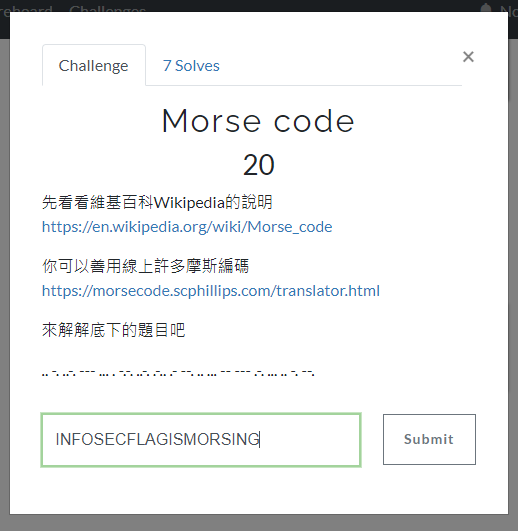 oreboard Challenges No
Challenge 7 Solves ×
Morse code
20
先看看維基百科Wikipedia的說明
https://en.wikipedia.org/wiki/Morse_code
你可以善用線上許多摩斯編碼
https://morsecode.scphillips.com/translator.html
來解解底下的題目吧
.. -. ..-. --- ... . -.-. ..-. .-.. .- --. .. ... -- --- .-. ... .. -. --.
INFOSECFLAGISMORSING Submit